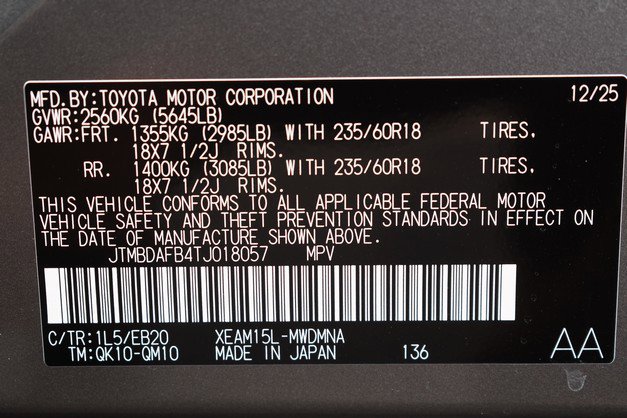 MFD.BY:TOYOTA MOTOR CORPORATION 12/25
GVWR:2560KG (5645LB)
GAWR:FRT. 1355KG (2985LB) WITH 235/60R18 TIRES,
18X7 1/2J RIMS.
RR. 1400KG (3085LB) WITH 235/60R18 TIRES,
18X7 1/2J RIMS.
THIS VEHICLE CONFORMS TO ALL APPLICABLE FEDERAL MOTOR
VEHICLE SAFETY AND THEFT PREVENTION STANDARDS IN EFFECT ON
THE DATE OF MANUFACTURE SHOWN ABOVE.
JTMBDAFB4TJ018057 MPV
C/TR:1L5/EB20 XEAM15L-MWDMNA
TM:QK10-QM10 MADE IN JAPAN 136 AA